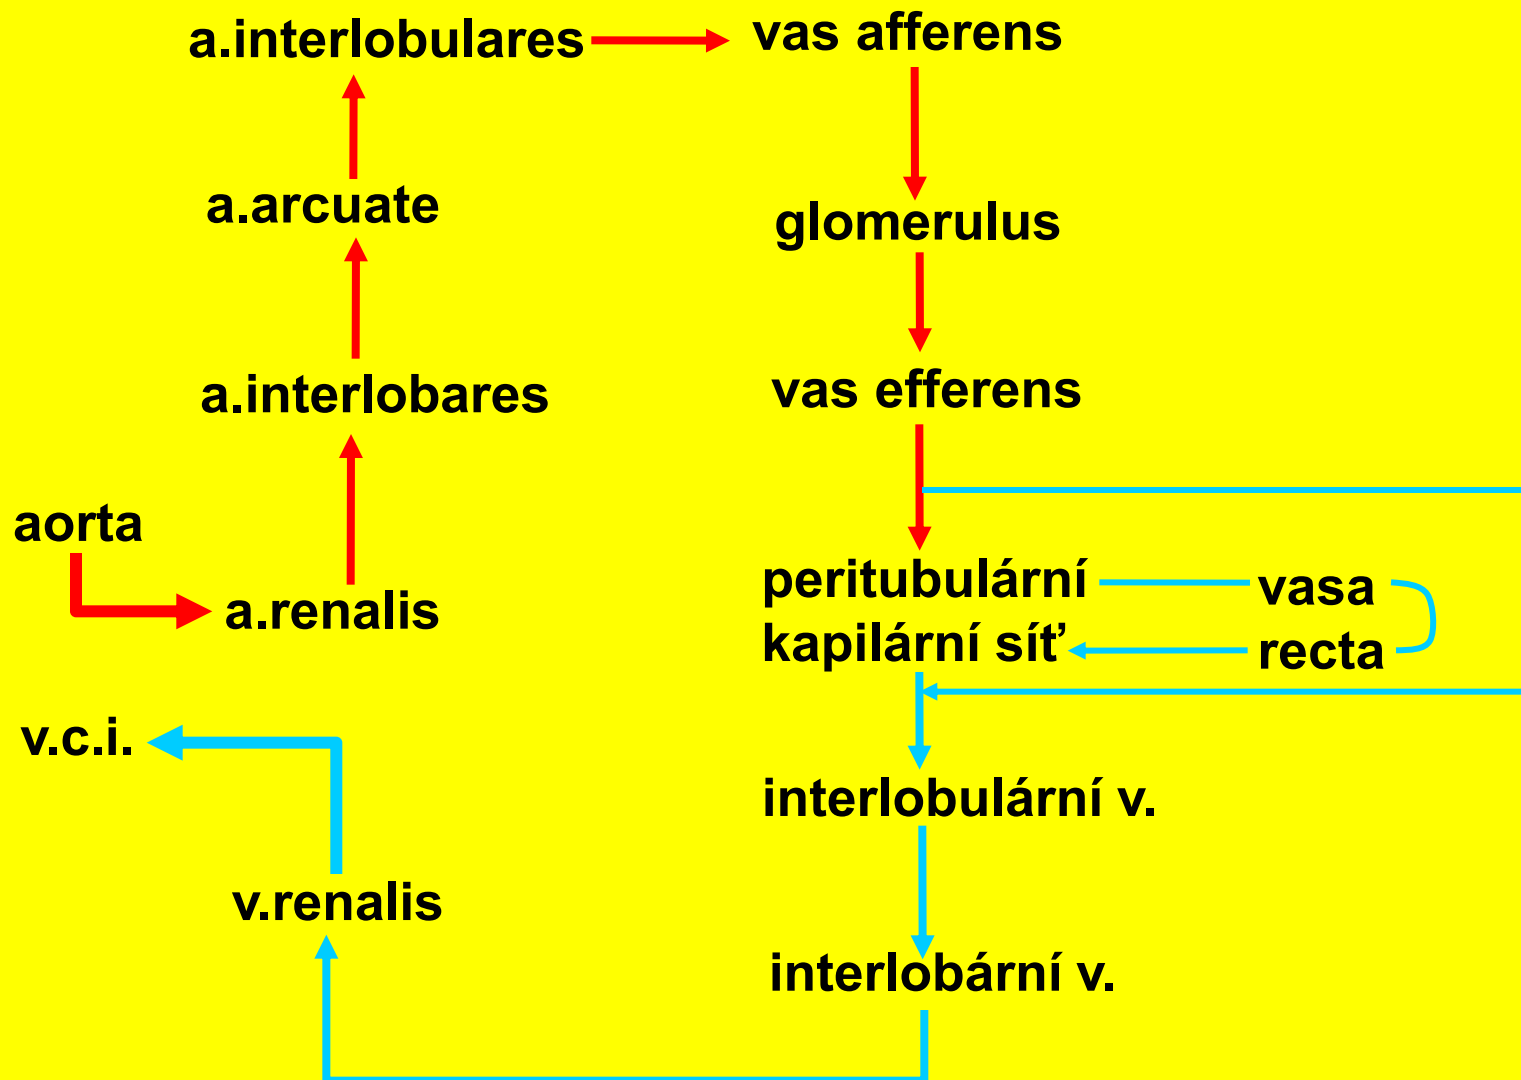 a.interlobulares
vas afferens
a.arcuate
glomerulus
a.interlobares
vas efferens
aorta
a.renalis
peritubulární
kapilární síť
vasa
recta
v.c.i.
interlobulární v.
v.renalis
interlobární v.